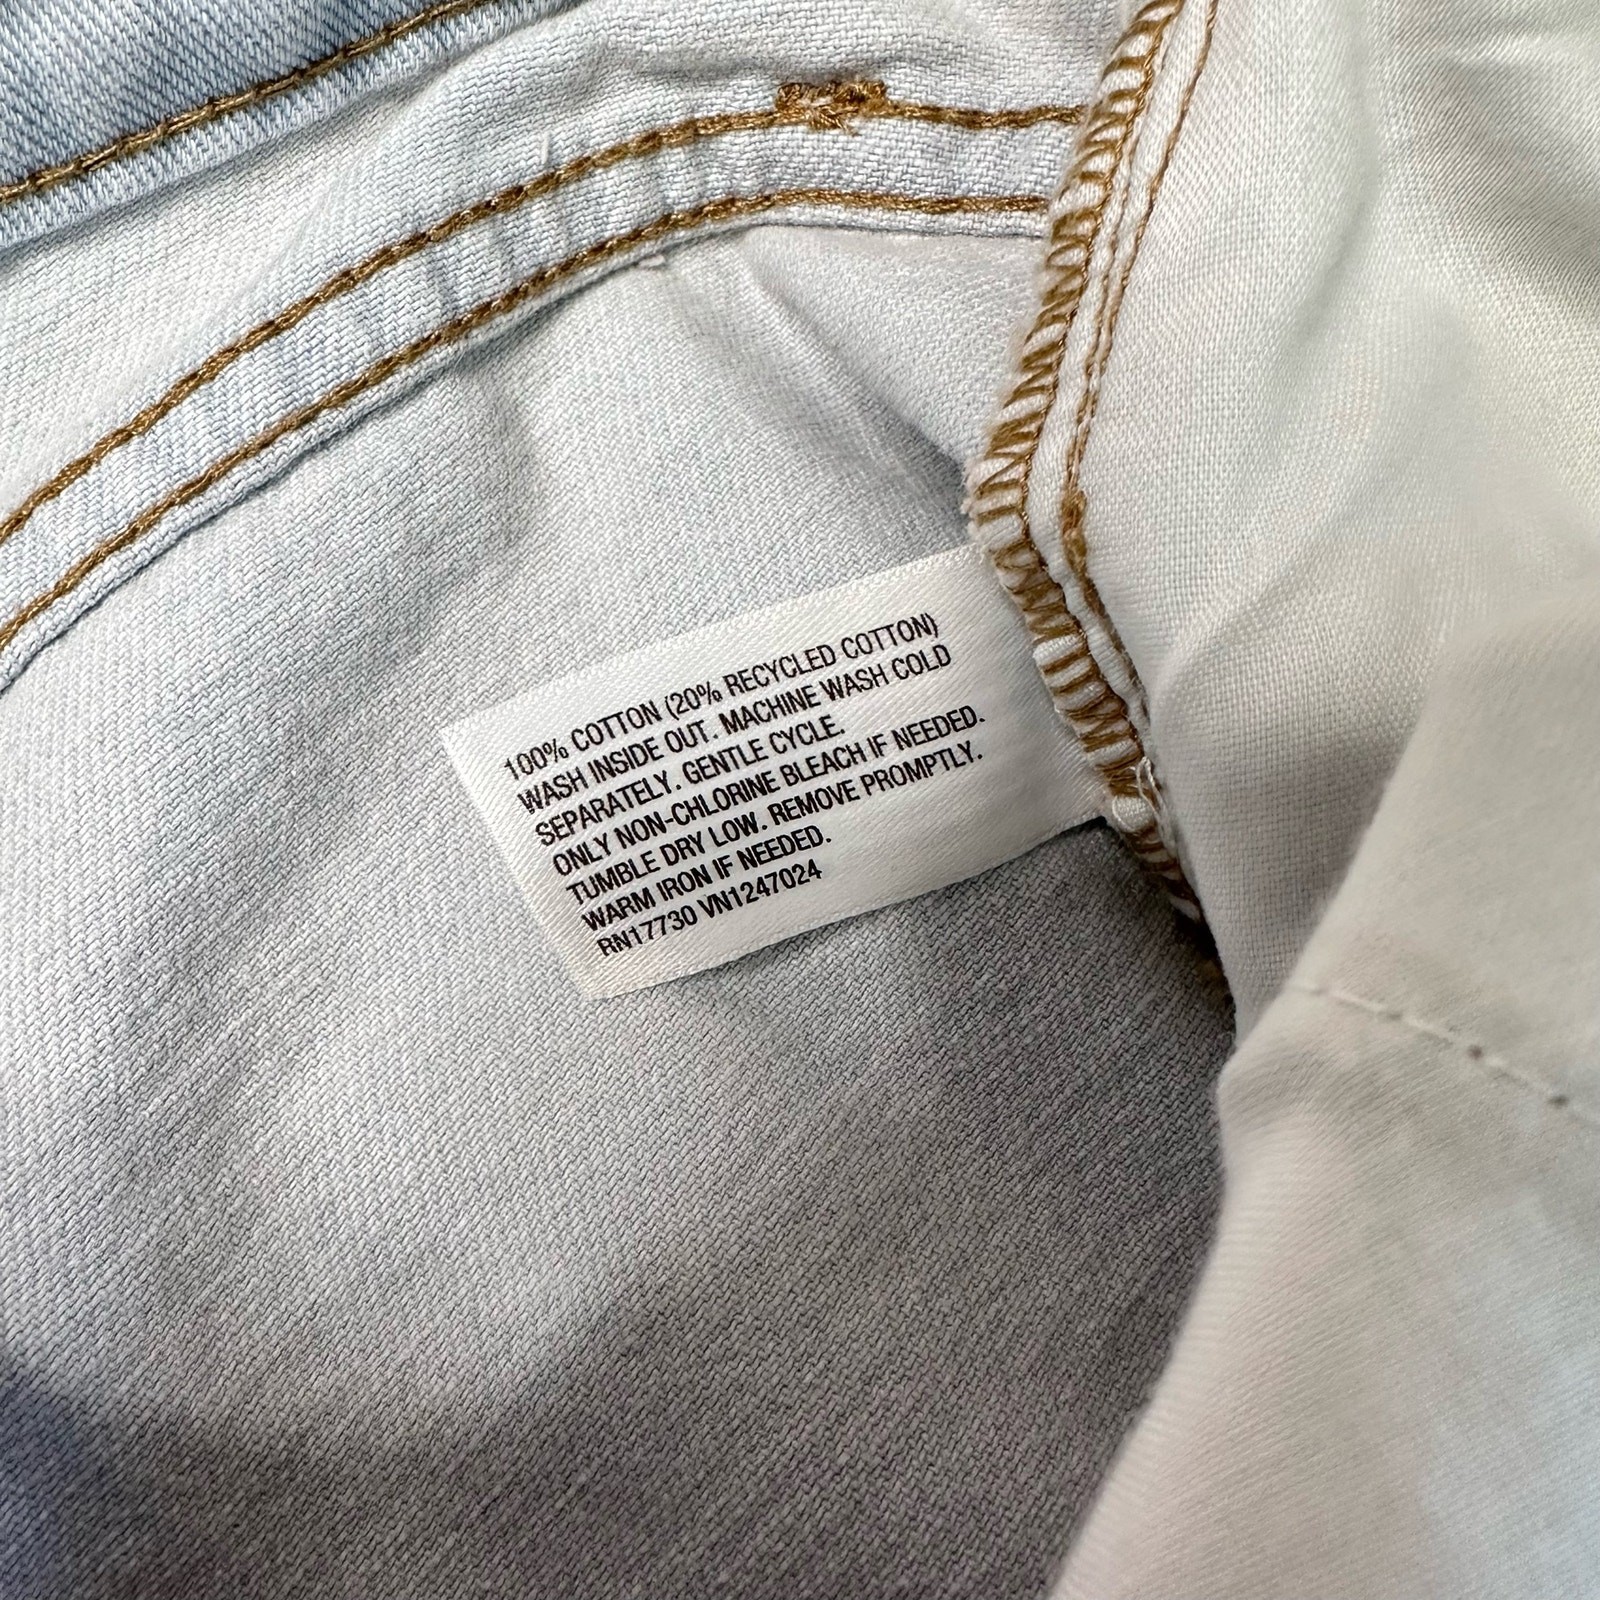 100% COTTON (20% RECYCLED COTTON)
WASH INSIDE OUT. MACHINE WASH COLD
SEPARATELY. GENTLE CYCLE.
ONLY NON-CHLORINE BLEACH IF NEEDED.
TUMBLE DRY LOW. REMOVE PROMPTLY.
WARM IRON IF NEEDED.
RN17730 VN1247024